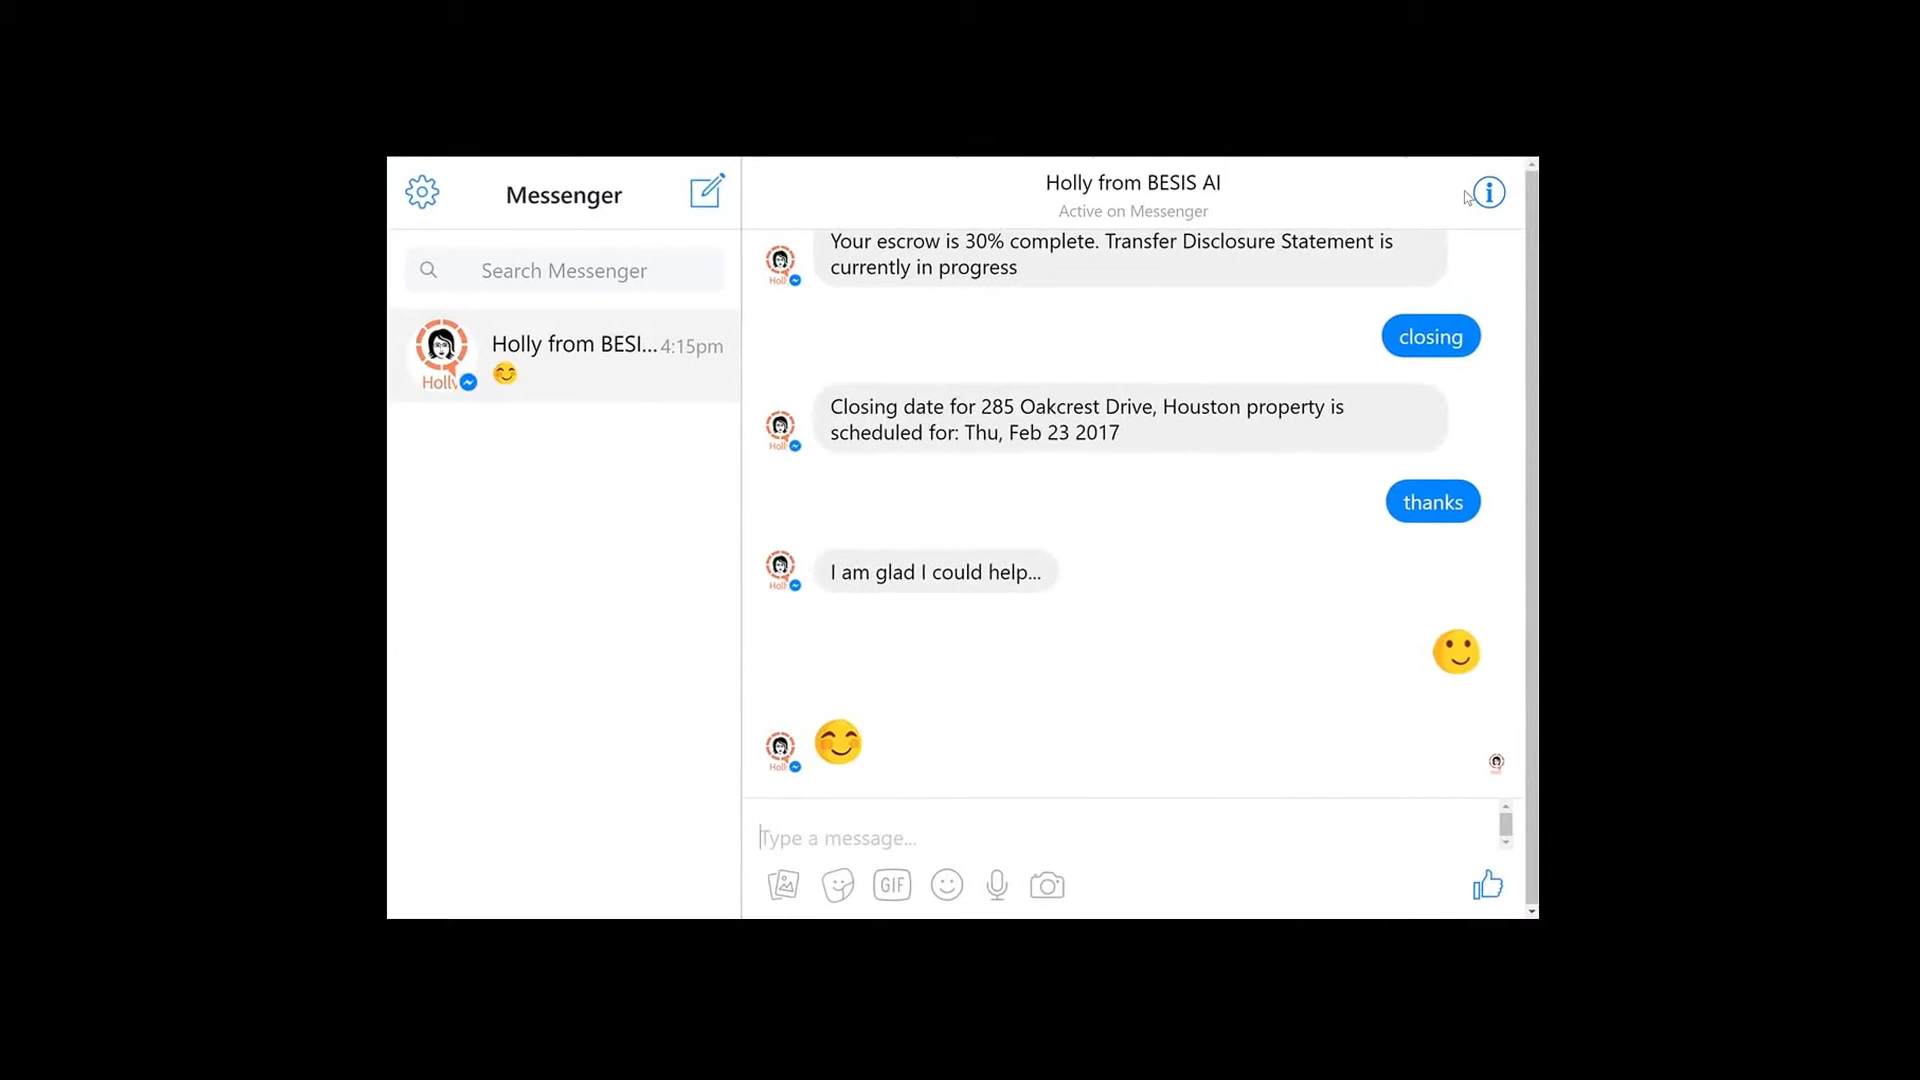 Messenger
Search Messenger
Holly from BESI... 4:15pm
Holly
Holly from BESIS AI
Active on Messenger
Your escrow is 30% complete. Transfer Disclosure Statement is
currently in progress
closing
Closing date for 285 Oakcrest Drive, Houston property is
scheduled for: Thu, Feb 23 2017
thanks
I am glad I could help...
Type a message...
GIF